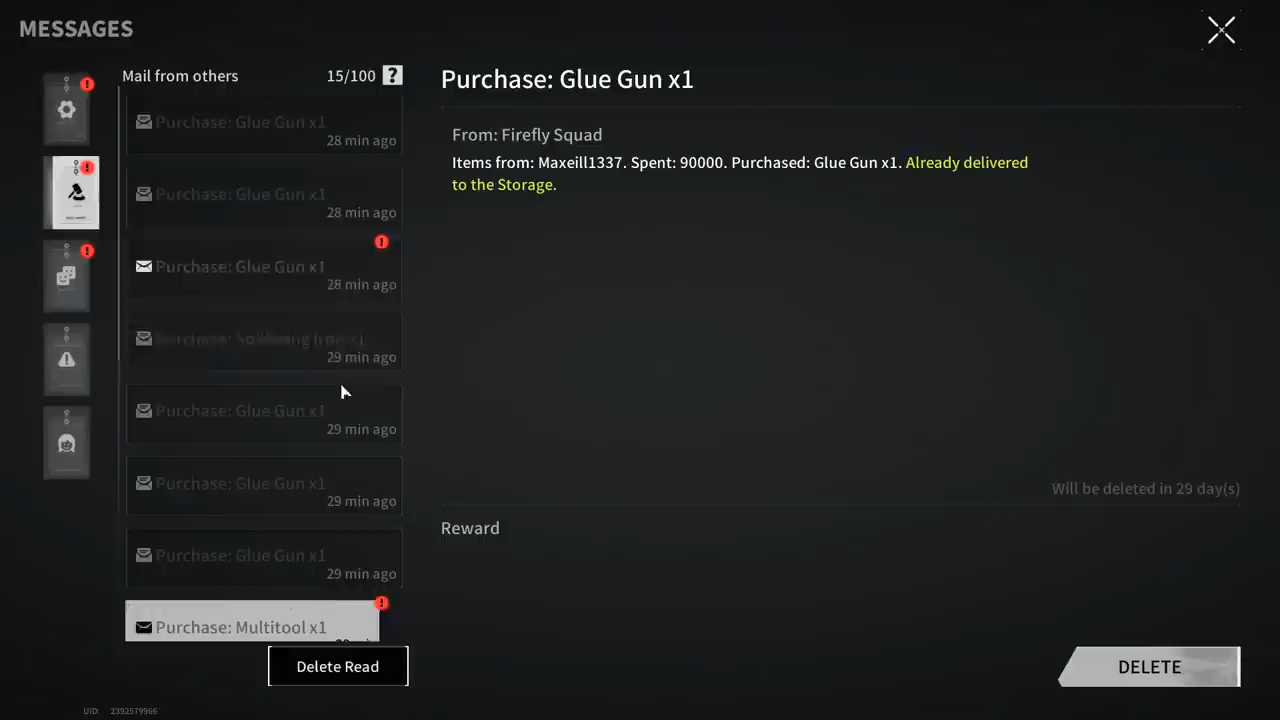 MESSAGES
Mail from others 15/100 ?
Purchase: Glue Gun x1
28 min ago
Purchase: Glue Gun x1
28 min ago
Purchase: Glue Gun x1
28 min ago
Purchase: Soldering Iron x1
29 min ago
Purchase: Glue Gun x1
29 min ago
Purchase: Glue Gun x1
29 min ago
Purchase: Glue Gun x1
29 min ago
Purchase: Multitool x1
Delete Read
Purchase: Glue Gun x1
From: Firefly Squad
Items from: Maxeill1337. Spent: 90000. Purchased: Glue Gun x1. Already delivered
to the Storage.
Will be deleted in 29 day(s)
Reward
DELETE
UID: 2392579966